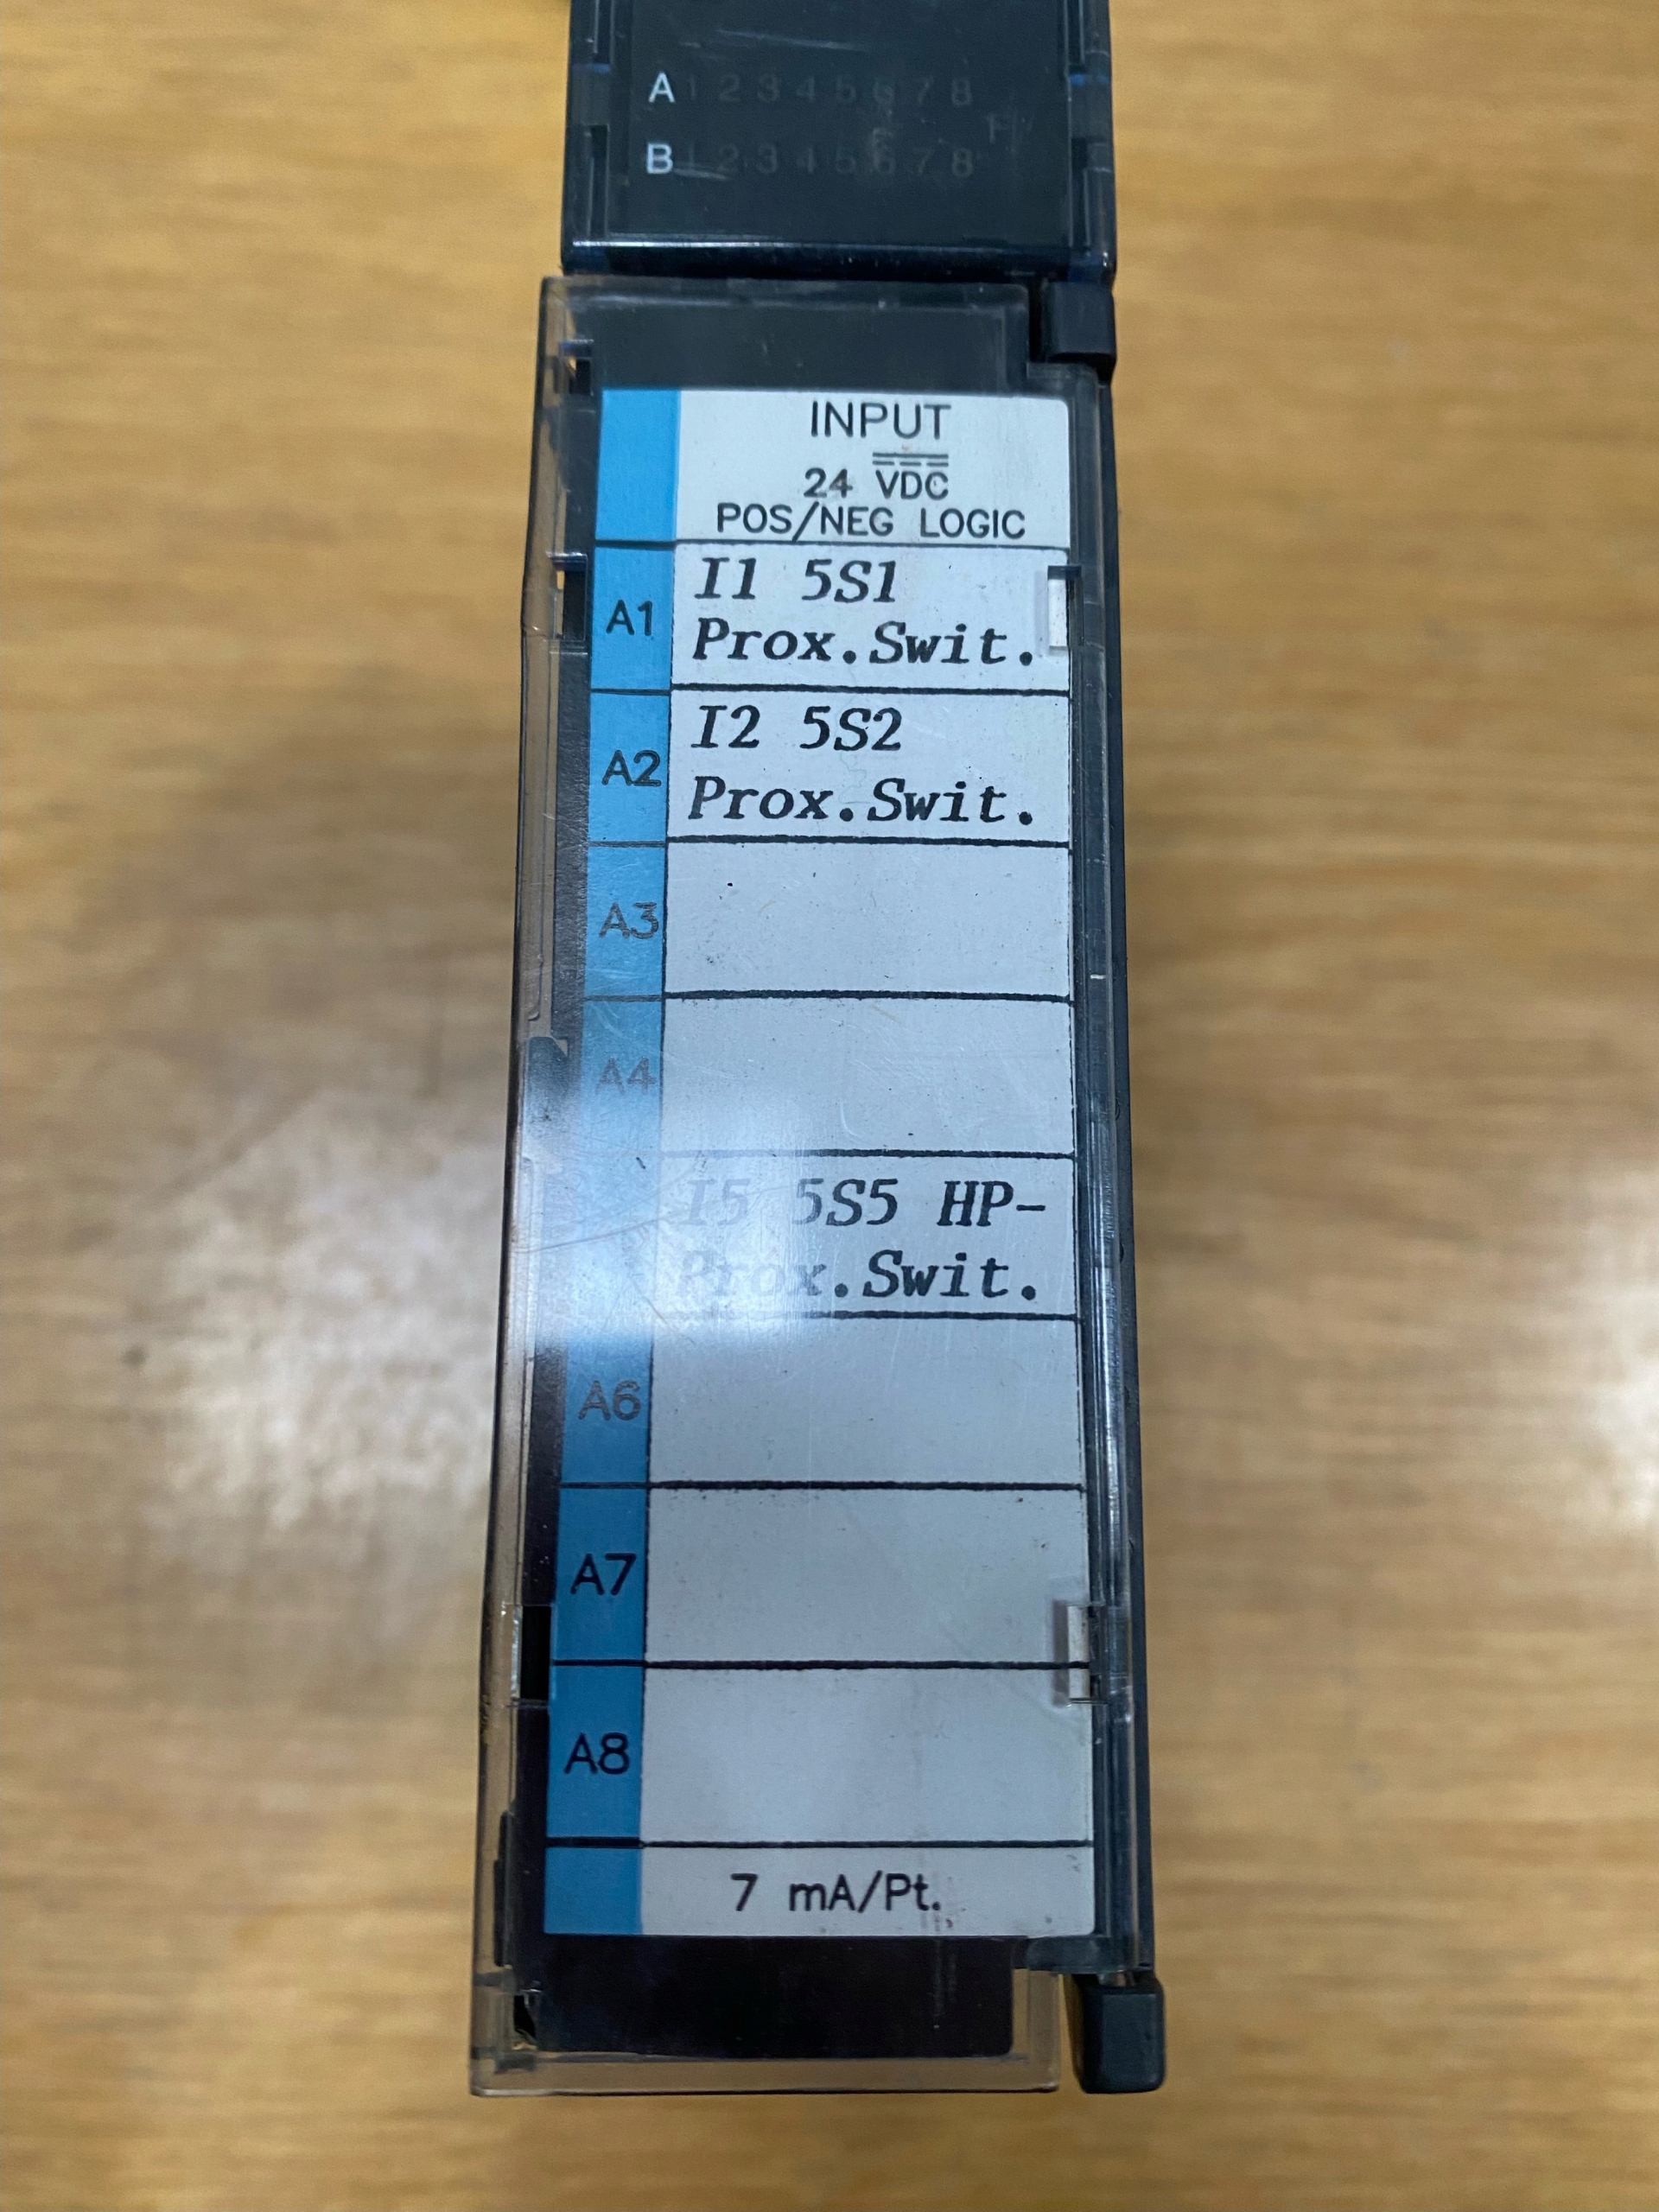 A 1 2 3 4 5 6 7 8
F
B 1 2 3 4 5 6 7 8
INPUT
24 VDC
POS/NEG LOGIC
A1
I1 5S1
Prox.Swit.
A2
I2 5S2
Prox.Swit.
A3
A4
I5 5S5 HP-
Prox.Swit.
A6
A7
A8
7 mA/Pt.